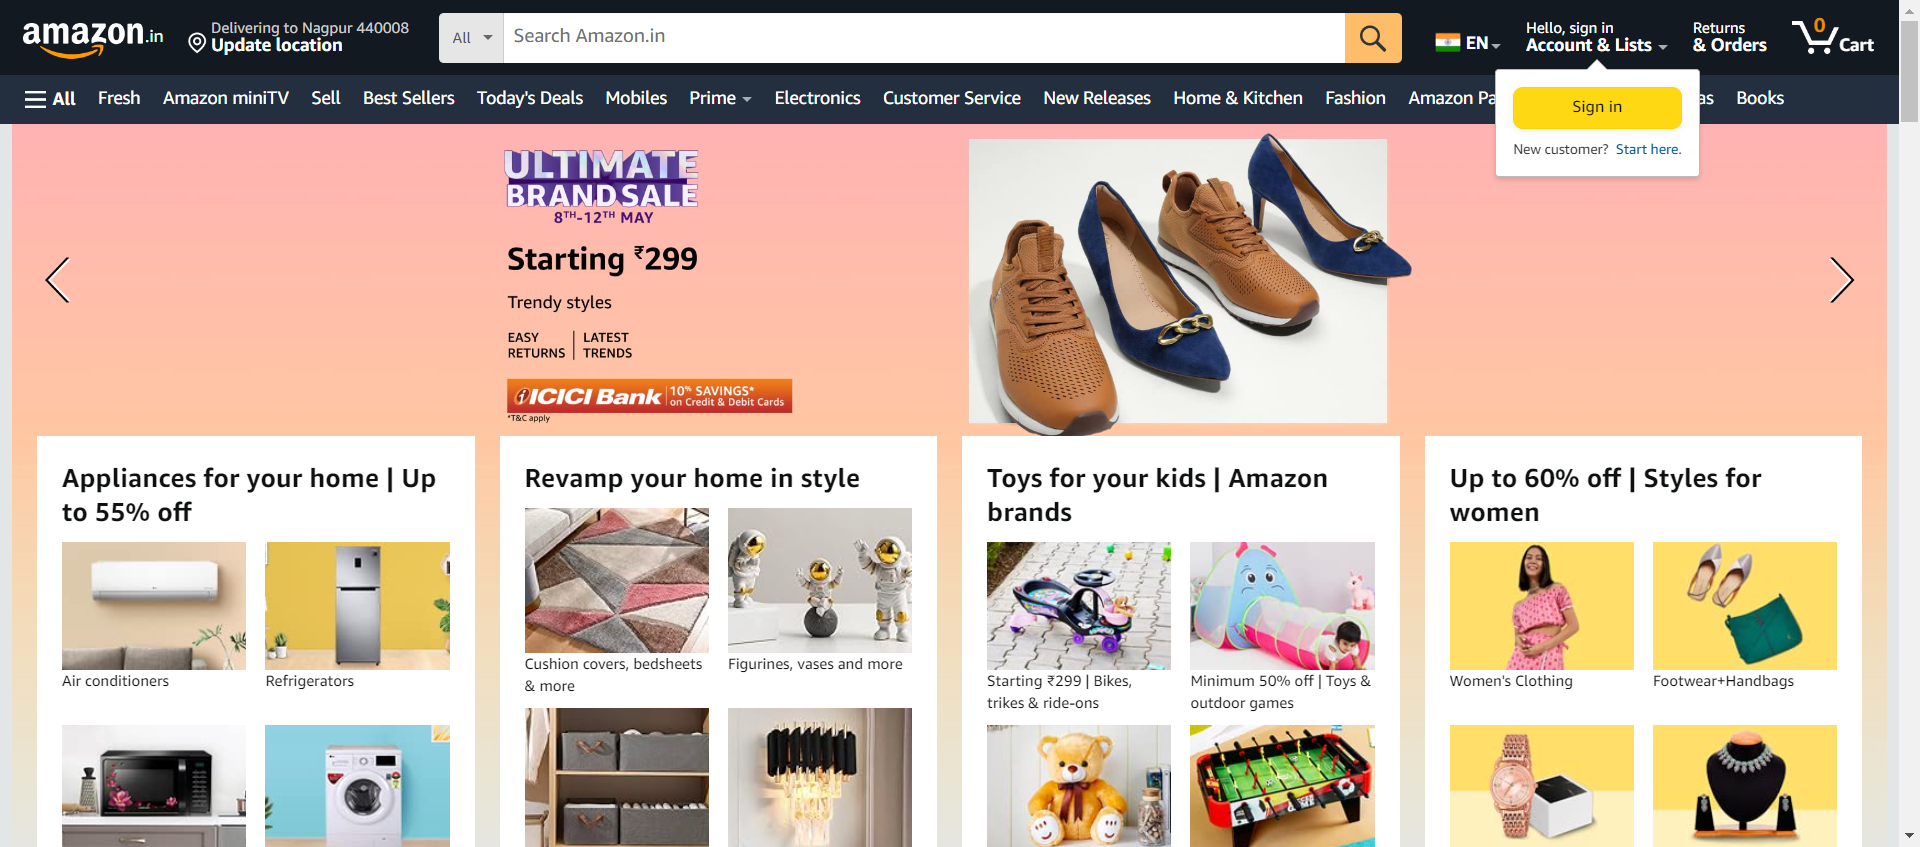 amazon.in
Delivering to Nagpur 440008
Update location
All
Search Amazon.in
EN
Hello, sign in
Account & Lists
Returns
& Orders
0
Cart
All
Fresh
Amazon miniTV
Sell
Best Sellers
Today's Deals
Mobiles
Prime
Electronics
Customer Service
New Releases
Home & Kitchen
Fashion
Amazon Pa
as
Books
Sign in
New customer? Start here.
ULTIMATE
BRAND SALE
8TH-12TH MAY
Starting ₹299
Trendy styles
EASY
RETURNS
LATEST
TRENDS
ICICI Bank
10% SAVINGS*
on Credit & Debit Cards
*T&C apply
Appliances for your home | Up
to 55% off
Air conditioners
Refrigerators
Revamp your home in style
Cushion covers, bedsheets
& more
Figurines, vases and more
Toys for your kids | Amazon
brands
Starting ₹299 | Bikes,
trikes & ride-ons
Minimum 50% off | Toys &
outdoor games
Up to 60% off | Styles for
women
Women's Clothing
Footwear+Handbags